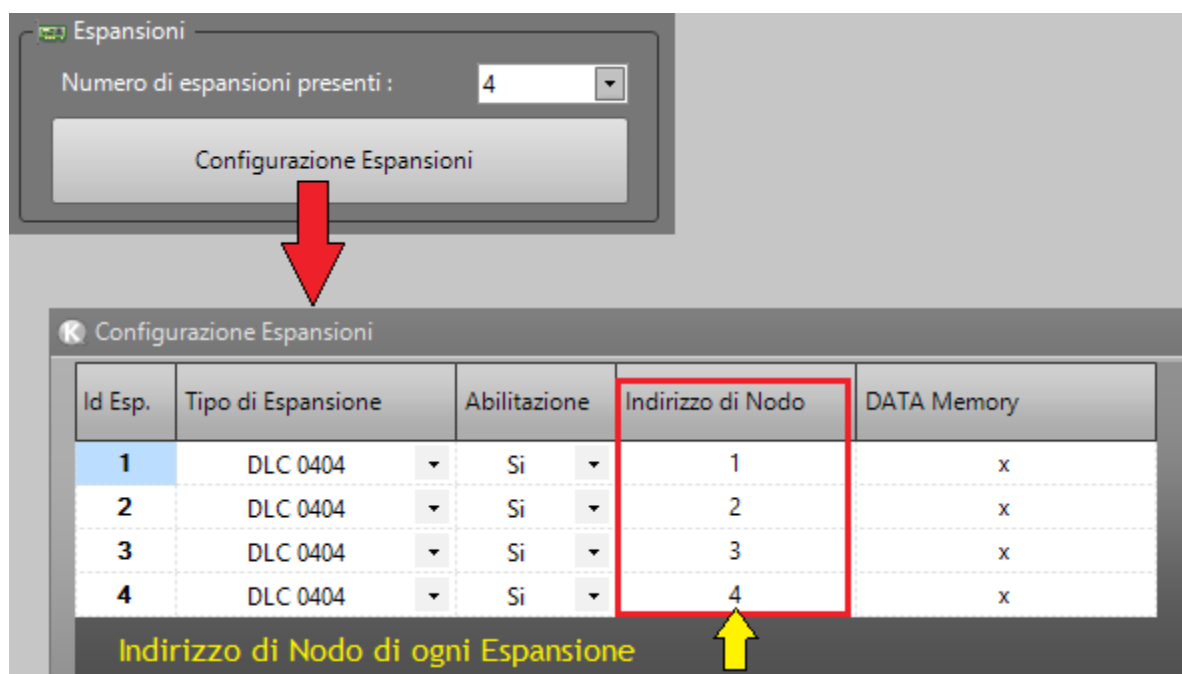 Espansioni
Numero di espansioni presenti : 4
Configurazione Espansioni
K Configurazione Espansioni
Id Esp. Tipo di Espansione Abilitazione Indirizzo di Nodo DATA Memory
1 DLC 0404 Si 1 x
2 DLC 0404 Si 2 x
3 DLC 0404 Si 3 x
4 DLC 0404 Si 4 x
Indirizzo di Nodo di ogni Espansione